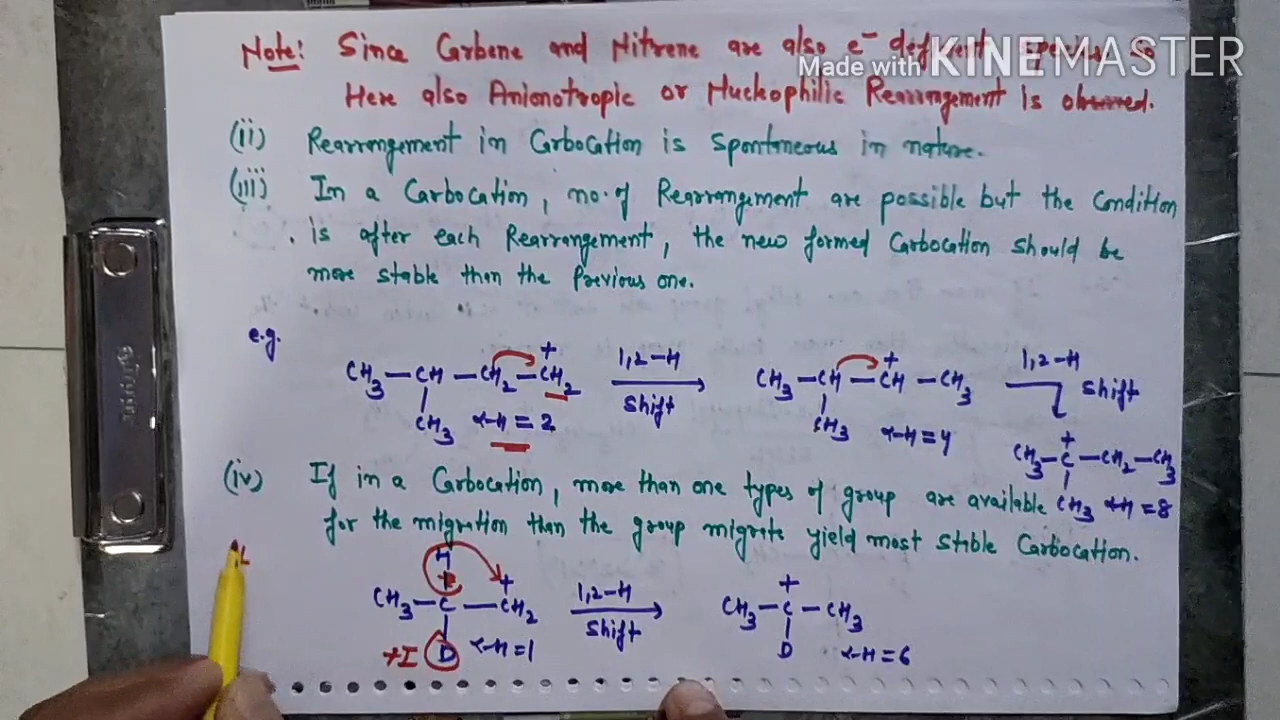 Note: Since Carbene and Nitrene are also e⁻ deficient species so
Made with KINEMASTER
Here also Anionotropic or Nuckophilic Rearrangement is observed.
(ii) Rearrangement in Carbocation is spontaneous in nature.
(iii) In a Carbocation, no. of Rearrangement are possible but the Condition
is after each Rearrangement, the new formed Carbocation should be
more stable than the Previous one.
e.g.
CH₃ — CH — CH₂ — CH₂ + 1,2-H Shift CH₃ — CH — CH — CH₃ + 1,2-H Shift
CH₃ α-H = 2 CH₃ α-H = 4
CH₃ — C — CH₂ — CH₃ +
CH₃ α-H = 8
(iv) If in a Carbocation, more than one types of group are available
for the migration than the group migrate yield most stable Carbocation.
H
CH₃ — C — CH₂ + 1,2-H Shift CH₃ — C — CH₃ +
+I D α-H = 1 D α-H = 6